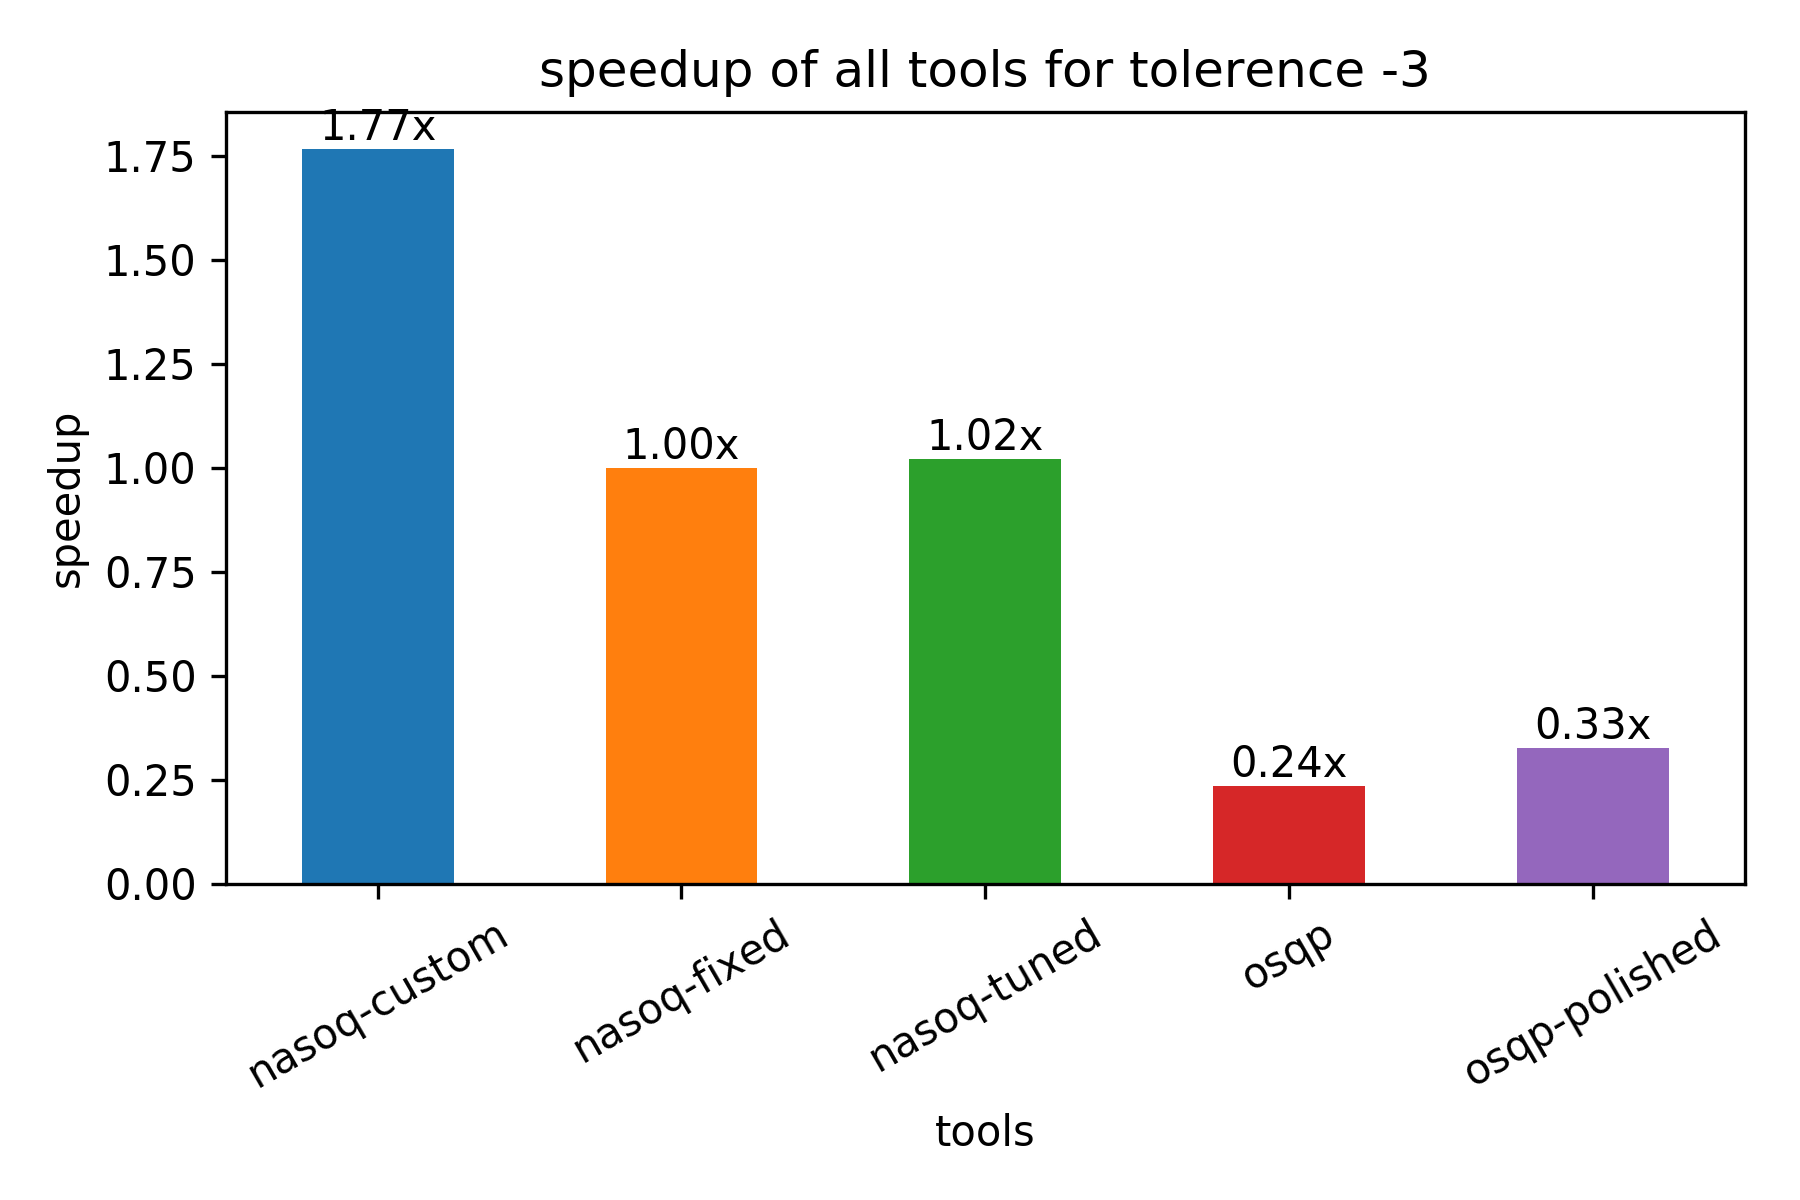 speedup of all tools for tolerence -3
1.77x
1.00x
1.02x
0.24x
0.33x
1.75
1.50
1.25
1.00
0.75
0.50
0.25
0.00
speedup
nasoq-custom
nasoq-fixed
nasoq-tuned
osqp
osqp-polished
tools